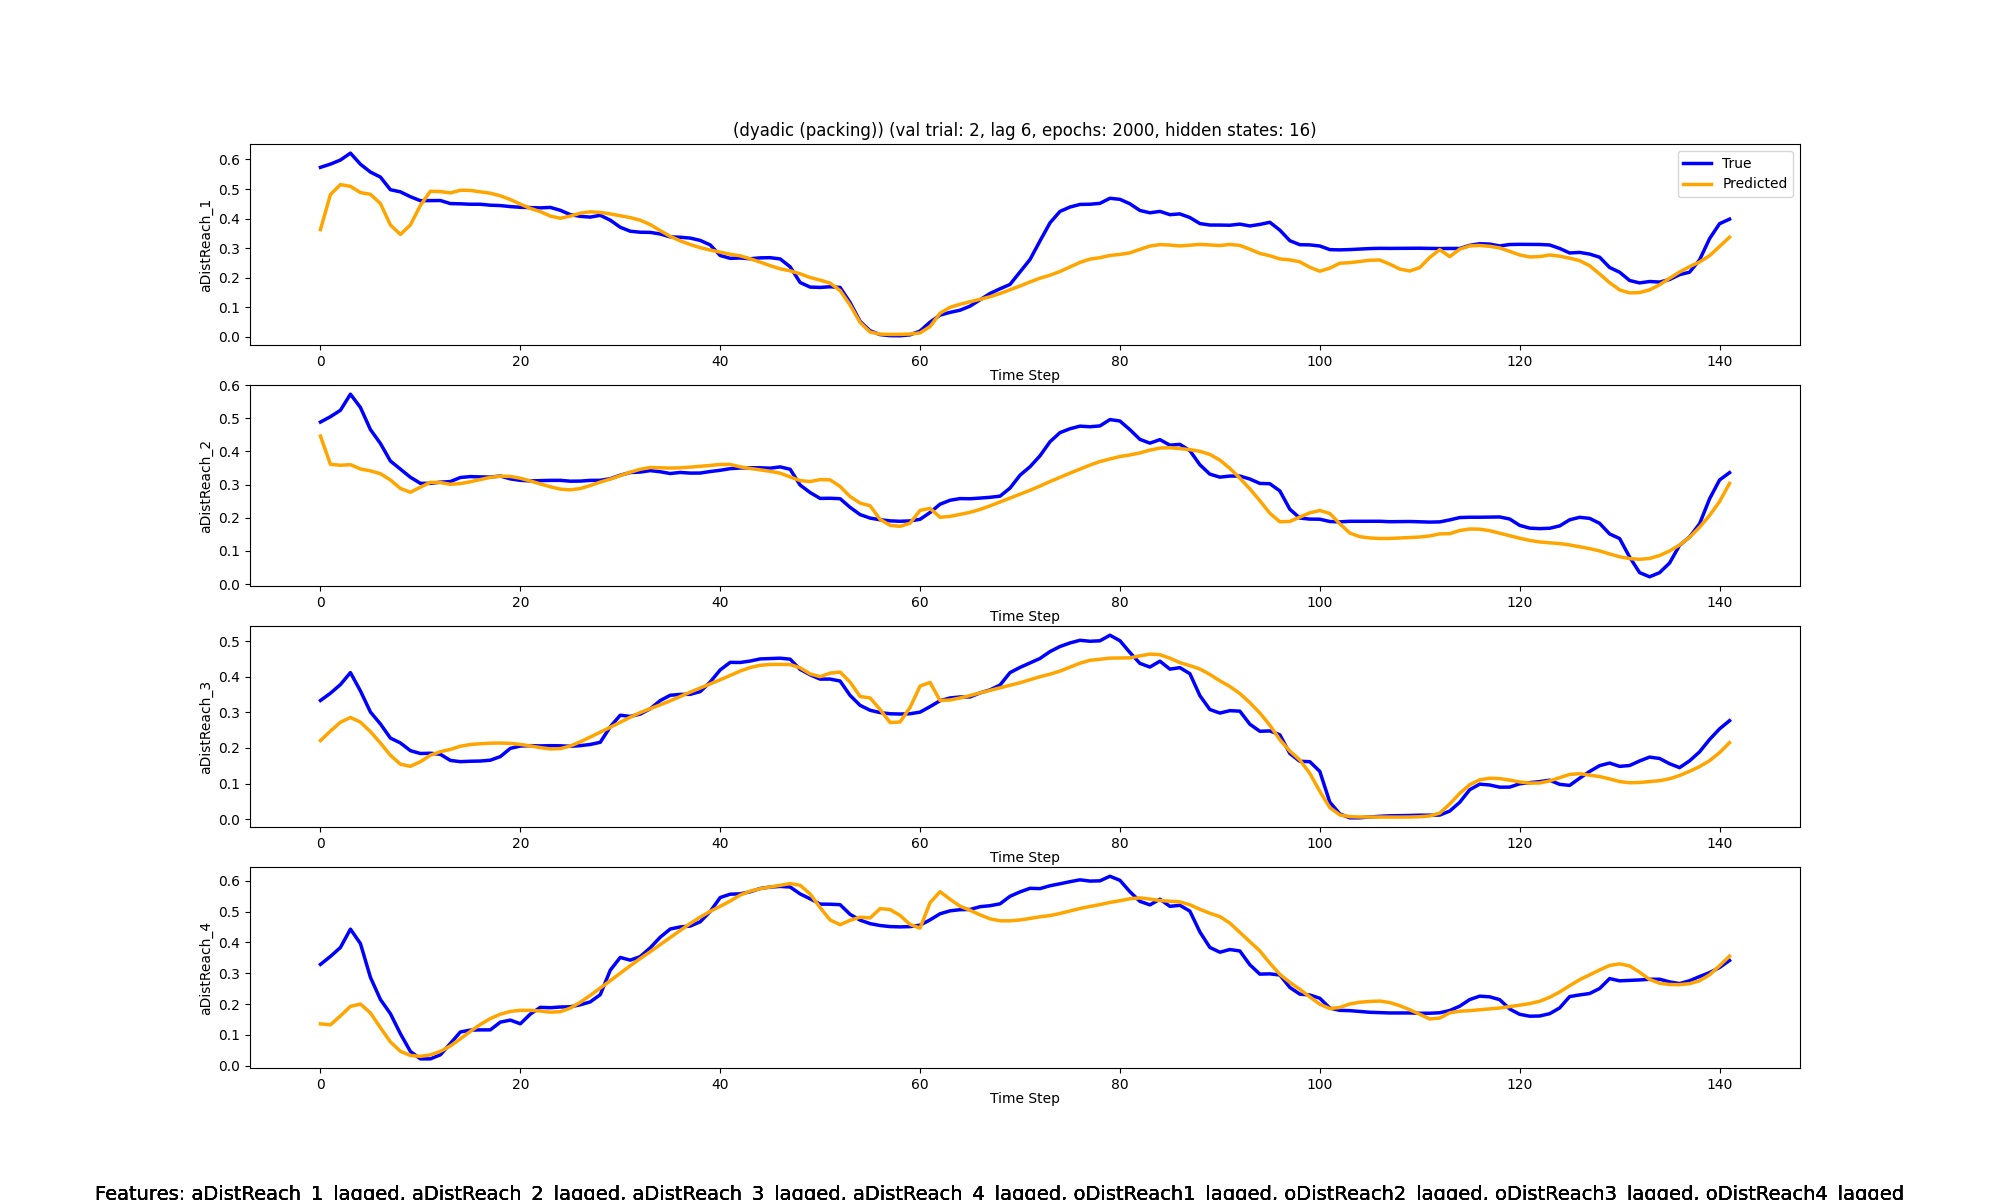 (dyadic (packing)) (val trial: 2, lag 6, epochs: 2000, hidden states: 16)
True
Predicted
aDistReach_1
0.6
0.5
0.4
0.3
0.2
0.1
0.0
0 20 40 60 80 100 120 140
Time Step
aDistReach_2
0.6
0.5
0.4
0.3
0.2
0.1
0.0
0 20 40 60 80 100 120 140
Time Step
aDistReach_3
0.5
0.4
0.3
0.2
0.1
0.0
0 20 40 60 80 100 120 140
Time Step
aDistReach_4
0.6
0.5
0.4
0.3
0.2
0.1
0.0
0 20 40 60 80 100 120 140
Time Step
Features: aDistReach_1_lagged, aDistReach_2_lagged, aDistReach_3_lagged, aDistReach_4_lagged, oDistReach1_lagged, oDistReach2_lagged, oDistReach3_lagged, oDistReach4_lagged